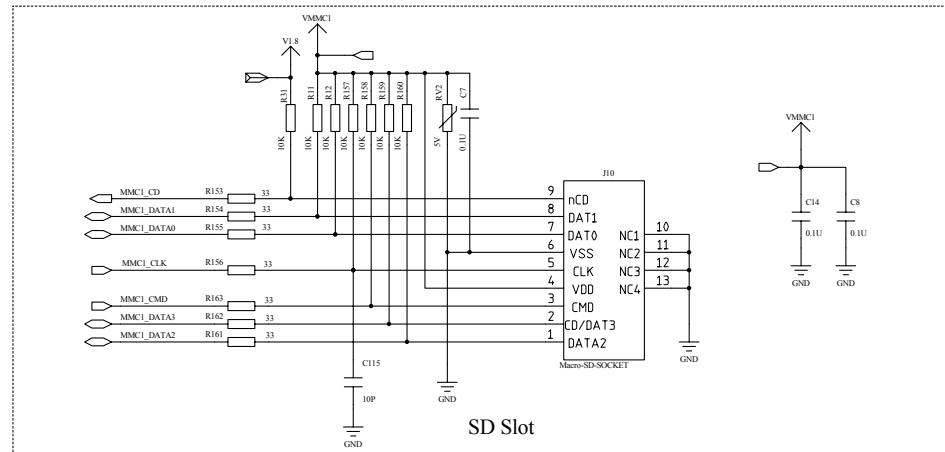 VMMC1
V1.8
R31
R11
R12
R157
R158
R159
R160
RV2
C7
10K
10K
10K
10K
10K
10K
10K
5V
0.1U
VMMC1
C14
C8
0.1U
0.1U
GND
GND
J10
MMC1_CD R153 33 9 nCD
MMC1_DATA1 R154 33 8 DAT1
MMC1_DATA0 R155 33 7 DAT0 NC1 10
6 VSS NC2 11
MMC1_CLK R156 33 5 CLK NC3 12
4 VDD NC4 13
MMC1_CMD R163 33 3 CMD
MMC1_DATA3 R162 33 2 CD/DAT3
MMC1_DATA2 R161 33 1 DATA2
Macro-SD-SOCKET
GND
C115
10P
GND
GND
SD Slot